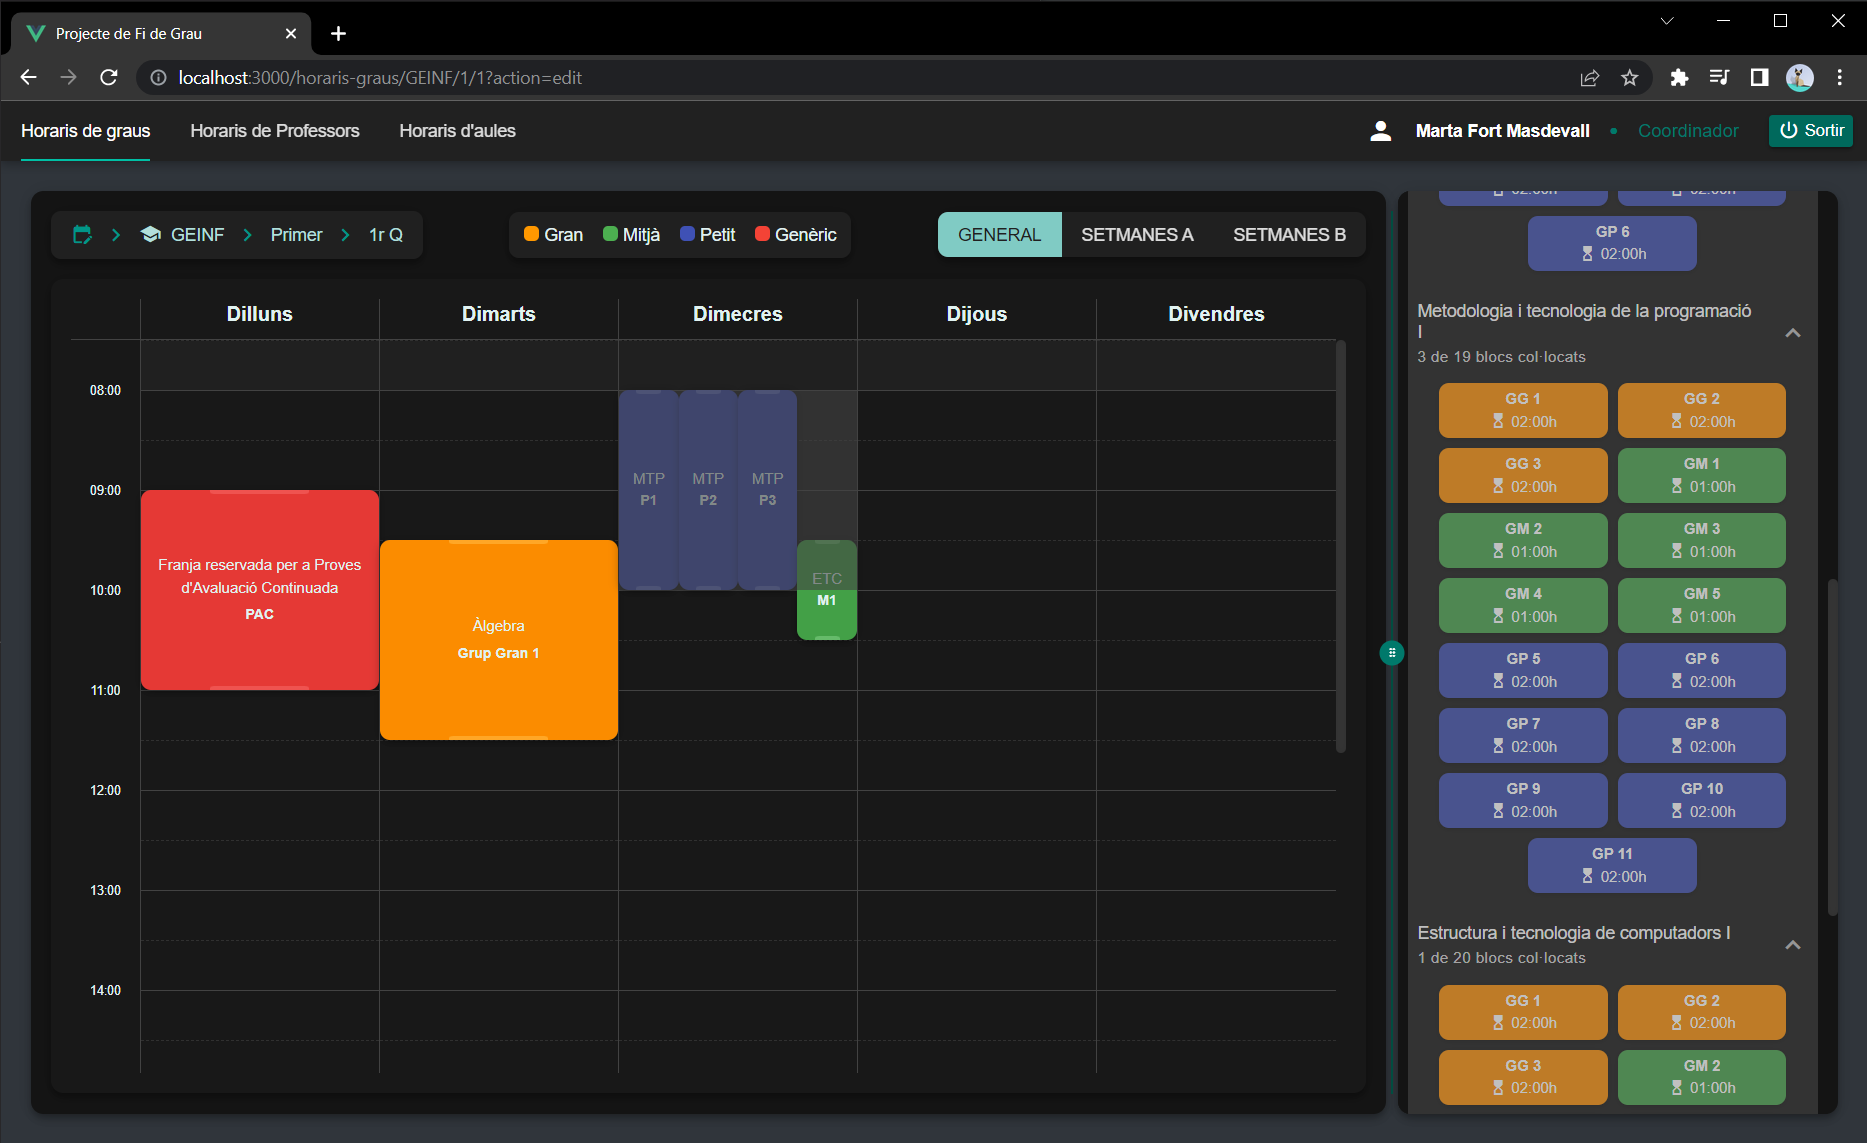 Projecte de Fi de Grau
localhost:3000/horaris-graus/GEINF/1/1?action=edit
Horaris de graus
Horaris de Professors
Horaris d'aules
Marta Fort Masdevall • Coordinador
Sortir
GEINF
Primer
1r Q
Gran
Mitjà
Petit
Genèric
GENERAL
SETMANES A
SETMANES B
Dilluns
Dimarts
Dimecres
Dijous
Divendres
08:00
09:00
10:00
11:00
12:00
13:00
14:00
Franja reservada per a Proves
d'Avaluació Continuada
PAC
Àlgebra
Grup Gran 1
MTP
P1
MTP
P2
MTP
P3
ETC
M1
02:00h
02:00h
GP 6
02:00h
Metodologia i tecnologia de la programació
I
3 de 19 blocs col·locats
GG 1
02:00h
GG 2
02:00h
GG 3
02:00h
GM 1
01:00h
GM 2
01:00h
GM 3
01:00h
GM 4
01:00h
GM 5
01:00h
GP 5
02:00h
GP 6
02:00h
GP 7
02:00h
GP 8
02:00h
GP 9
02:00h
GP 10
02:00h
GP 11
02:00h
Estructura i tecnologia de computadors I
1 de 20 blocs col·locats
GG 1
02:00h
GG 2
02:00h
GG 3
02:00h
GM 2
01:00h